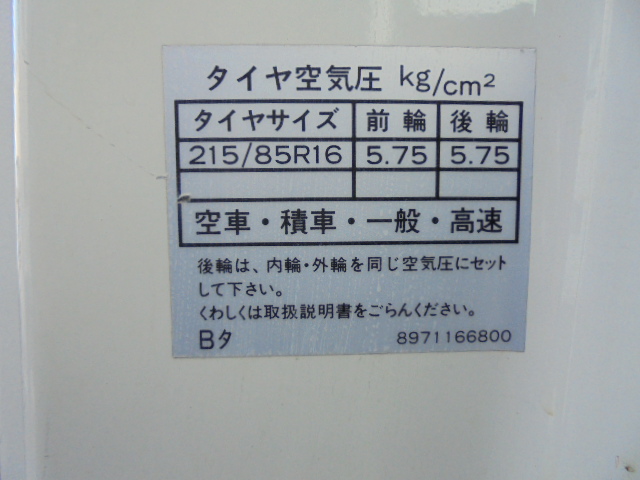 タイヤ空気圧 kg/cm²
タイヤサイズ 前輪 後輪
215/85R16 5.75 5.75
空車・積車・一般・高速
後輪は、内輪・外輪を同じ空気圧にセット
して下さい。
くわしくは取扱説明書をごらんください。
Bタ 8971166800